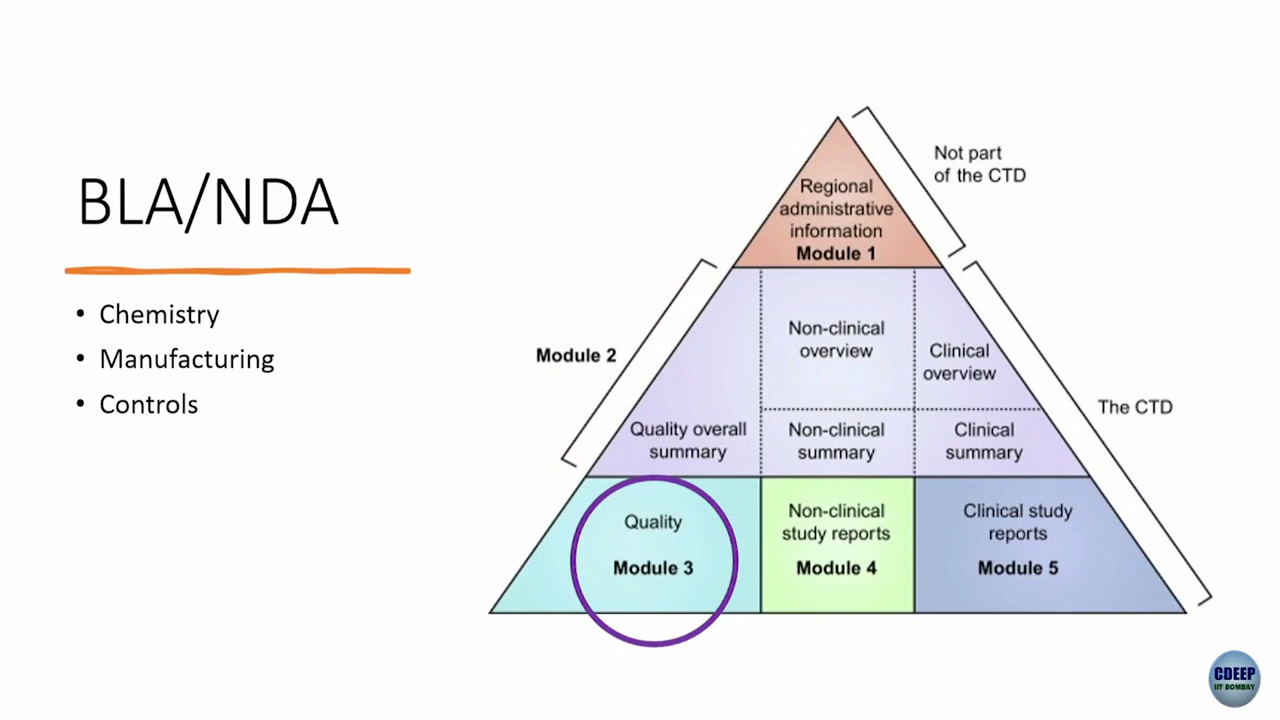 BLA/NDA
• Chemistry
• Manufacturing
• Controls
Not part
of the CTD
Regional
administrative
information
Module 1
Module 2
Non-clinical
overview
Clinical
overview
The CTD
Quality overall
summary
Non-clinical
summary
Clinical
summary
Quality
Module 3
Non-clinical
study reports
Module 4
Clinical study
reports
Module 5
CDEEP
IIT BOMBAY